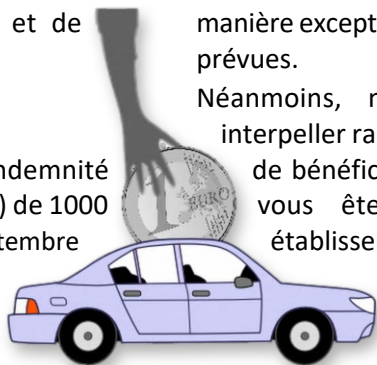 et de
ndemnité
) de 1000
tembre
manière except
prévues.
Néanmoins, n
interpeller ra
de bénéfic
vous ête
établisse
EURO